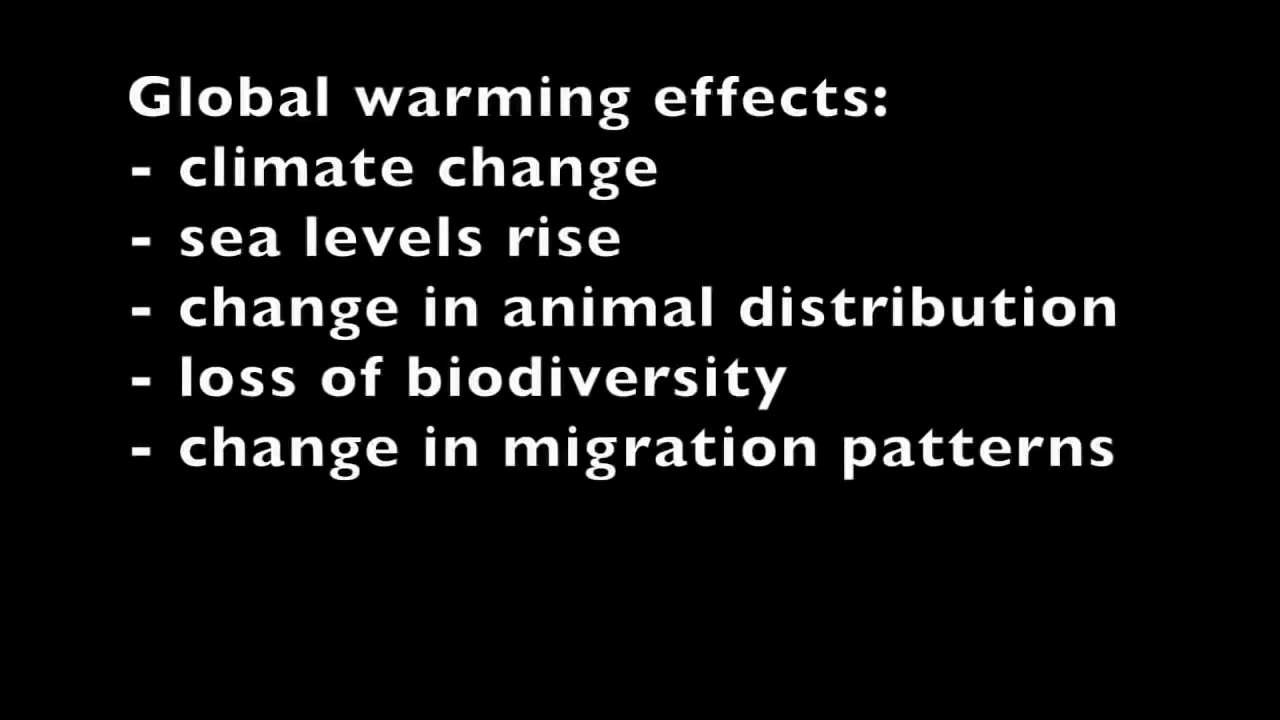 Global warming effects:
- climate change
- sea levels rise
- change in animal distribution
- loss of biodiversity
- change in migration patterns